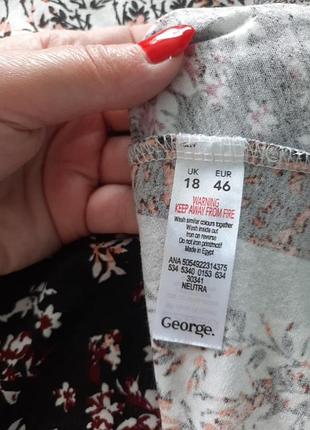 UK EUR
18 46
WARNING
KEEP AWAY FROM FIRE
Wash similar colours together
Wash inside out
Iron on reverse
Do not iron print/motif
Made in Egypt
ANA 5054922314375
534 5340 0153 634
30341
NEUTRA
George.